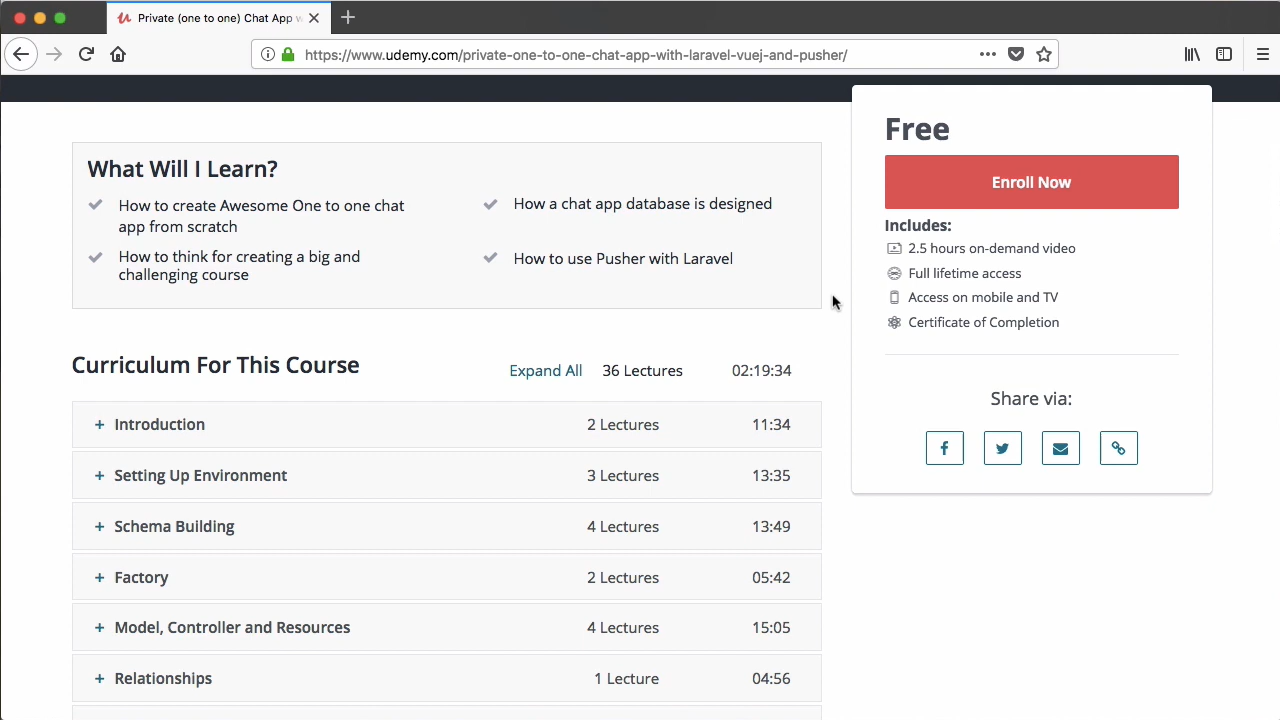 Private (one to one) Chat App w
https://www.udemy.com/private-one-to-one-chat-app-with-laravel-vuej-and-pusher/
What Will I Learn?
How to create Awesome One to one chat
app from scratch
How a chat app database is designed
How to think for creating a big and
challenging course
How to use Pusher with Laravel
Free
Enroll Now
Includes:
2.5 hours on-demand video
Full lifetime access
Access on mobile and TV
Certificate of Completion
Share via:
Curriculum For This Course Expand All 36 Lectures 02:19:34
+ Introduction 2 Lectures 11:34
+ Setting Up Environment 3 Lectures 13:35
+ Schema Building 4 Lectures 13:49
+ Factory 2 Lectures 05:42
+ Model, Controller and Resources 4 Lectures 15:05
+ Relationships 1 Lecture 04:56